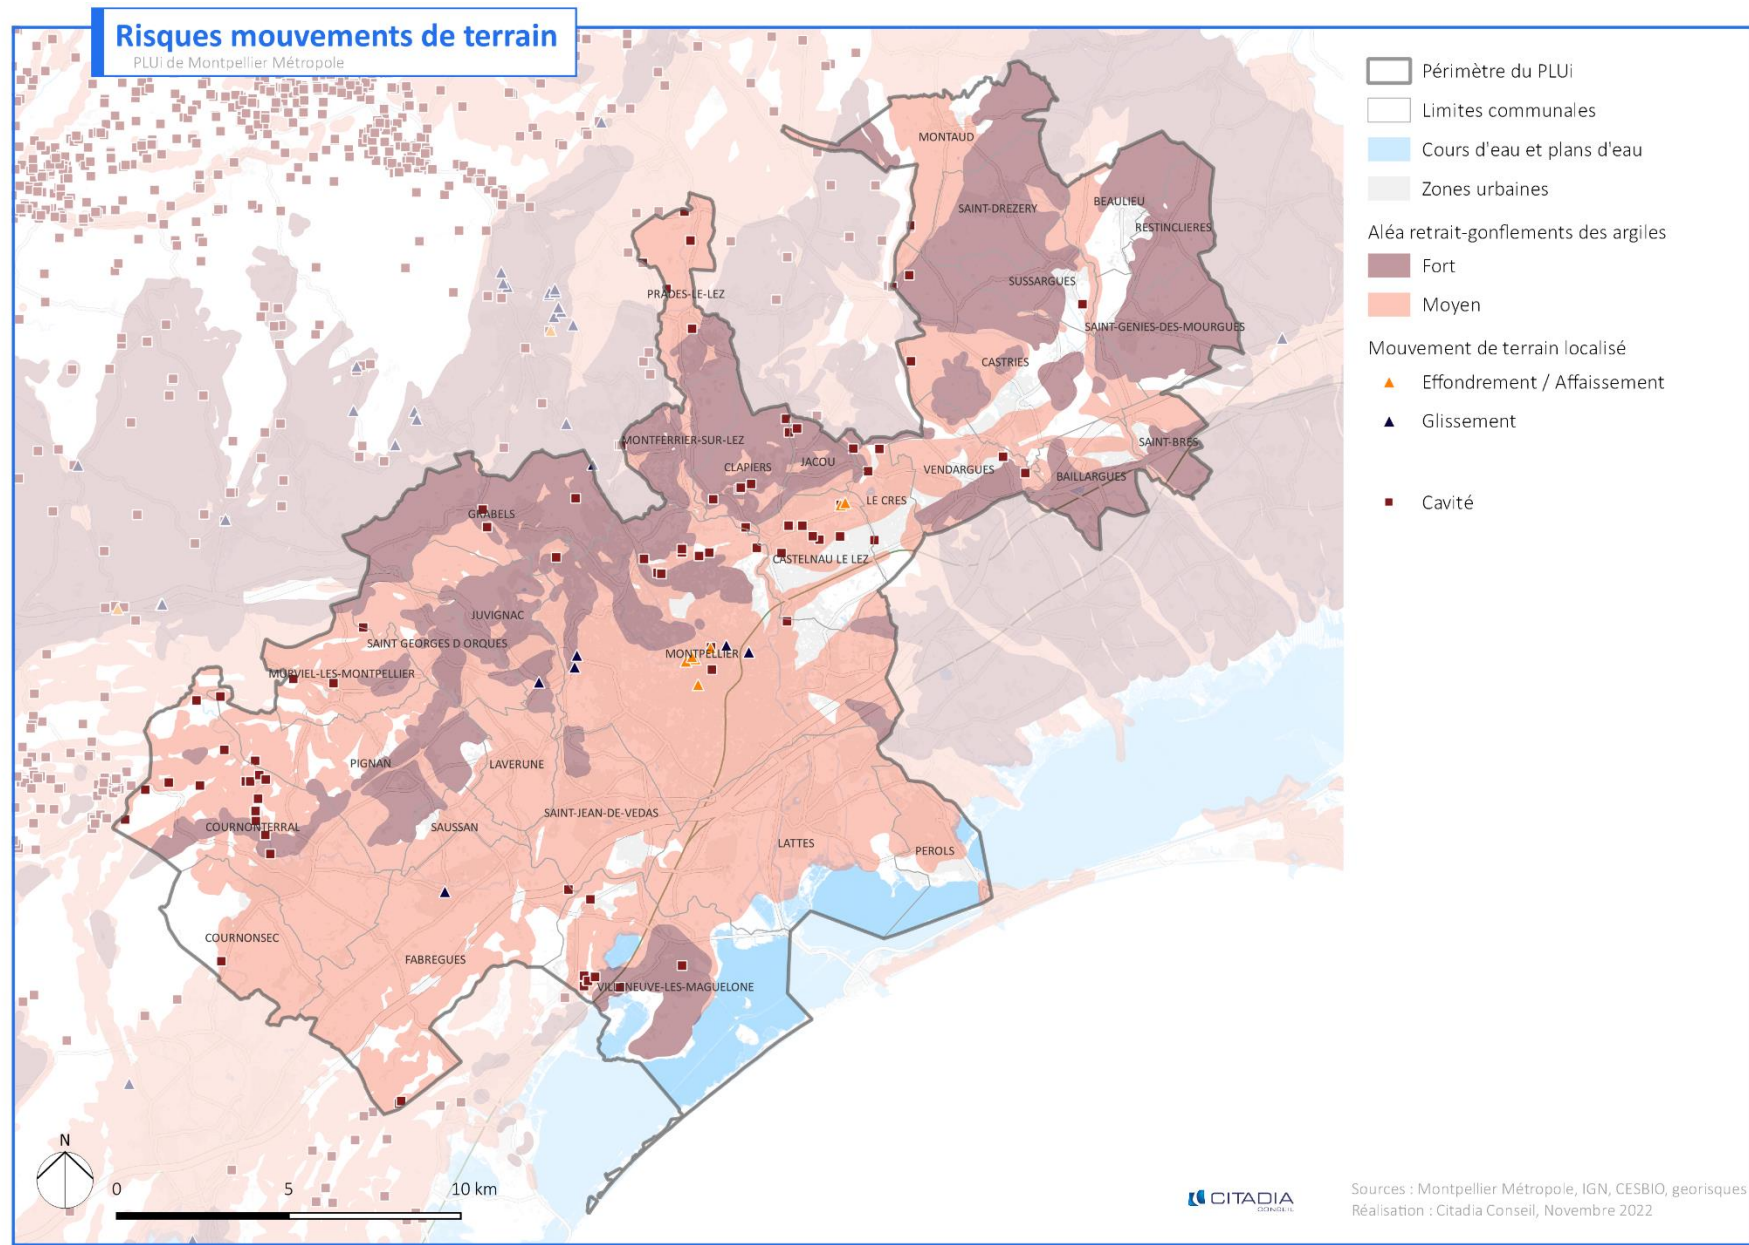 Risques mouvements de terrain
PLUi de Montpellier Métropole
Périmètre du PLUi
Limites communales
Cours d'eau et plans d'eau
Zones urbaines
Aléa retrait-gonflements des argiles
Fort
Moyen
Mouvement de terrain localisé
Effondrement / Affaissement
Glissement
Cavité
MONTAUD
SAINT-DREZERY
BEAULIEU
RESTINCLIERES
SUSSARGUES
PRADES-LE-LEZ
SAINT-GENIES-DES-MOURGUES
CASTRIES
MONTFERRIER-SUR-LEZ
SAINT-BRES
JACOU
CLAPIERS
VENDARGUES
BAILLARGUES
LE CRES
GRABELS
CASTELNAU LE LEZ
JUVIGNAC
SAINT GEORGES D ORQUES
MONTPELLIER
MURVIEL-LES-MONTPELLIER
PIGNAN
LAVERUNE
SAINT-JEAN-DE-VEDAS
COURNONTERRAL
SAUSSAN
LATTES
PEROLS
COURNONSEC
FABREGUES
VILLENEUVE-LES-MAGUELONE
N
0 5 10 km
CITADIA
CONSEIL
Sources : Montpellier Métropole, IGN, CESBIO, georisques
Réalisation : Citadia Conseil, Novembre 2022